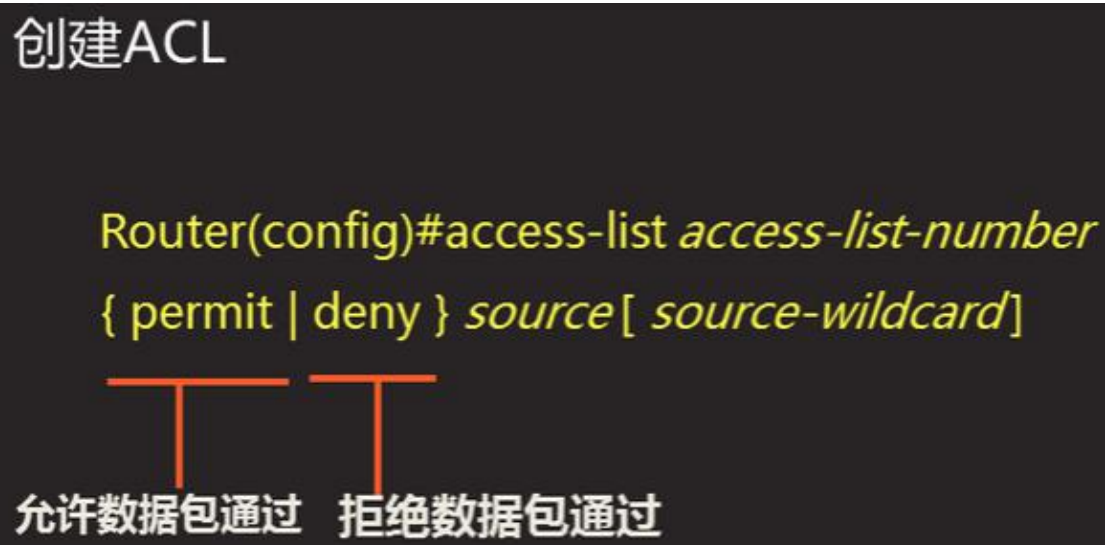 创建ACL
Router(config)#access-list access-list-number
{ permit | deny } source [ source-wildcard ]
允许数据包通过 拒绝数据包通过